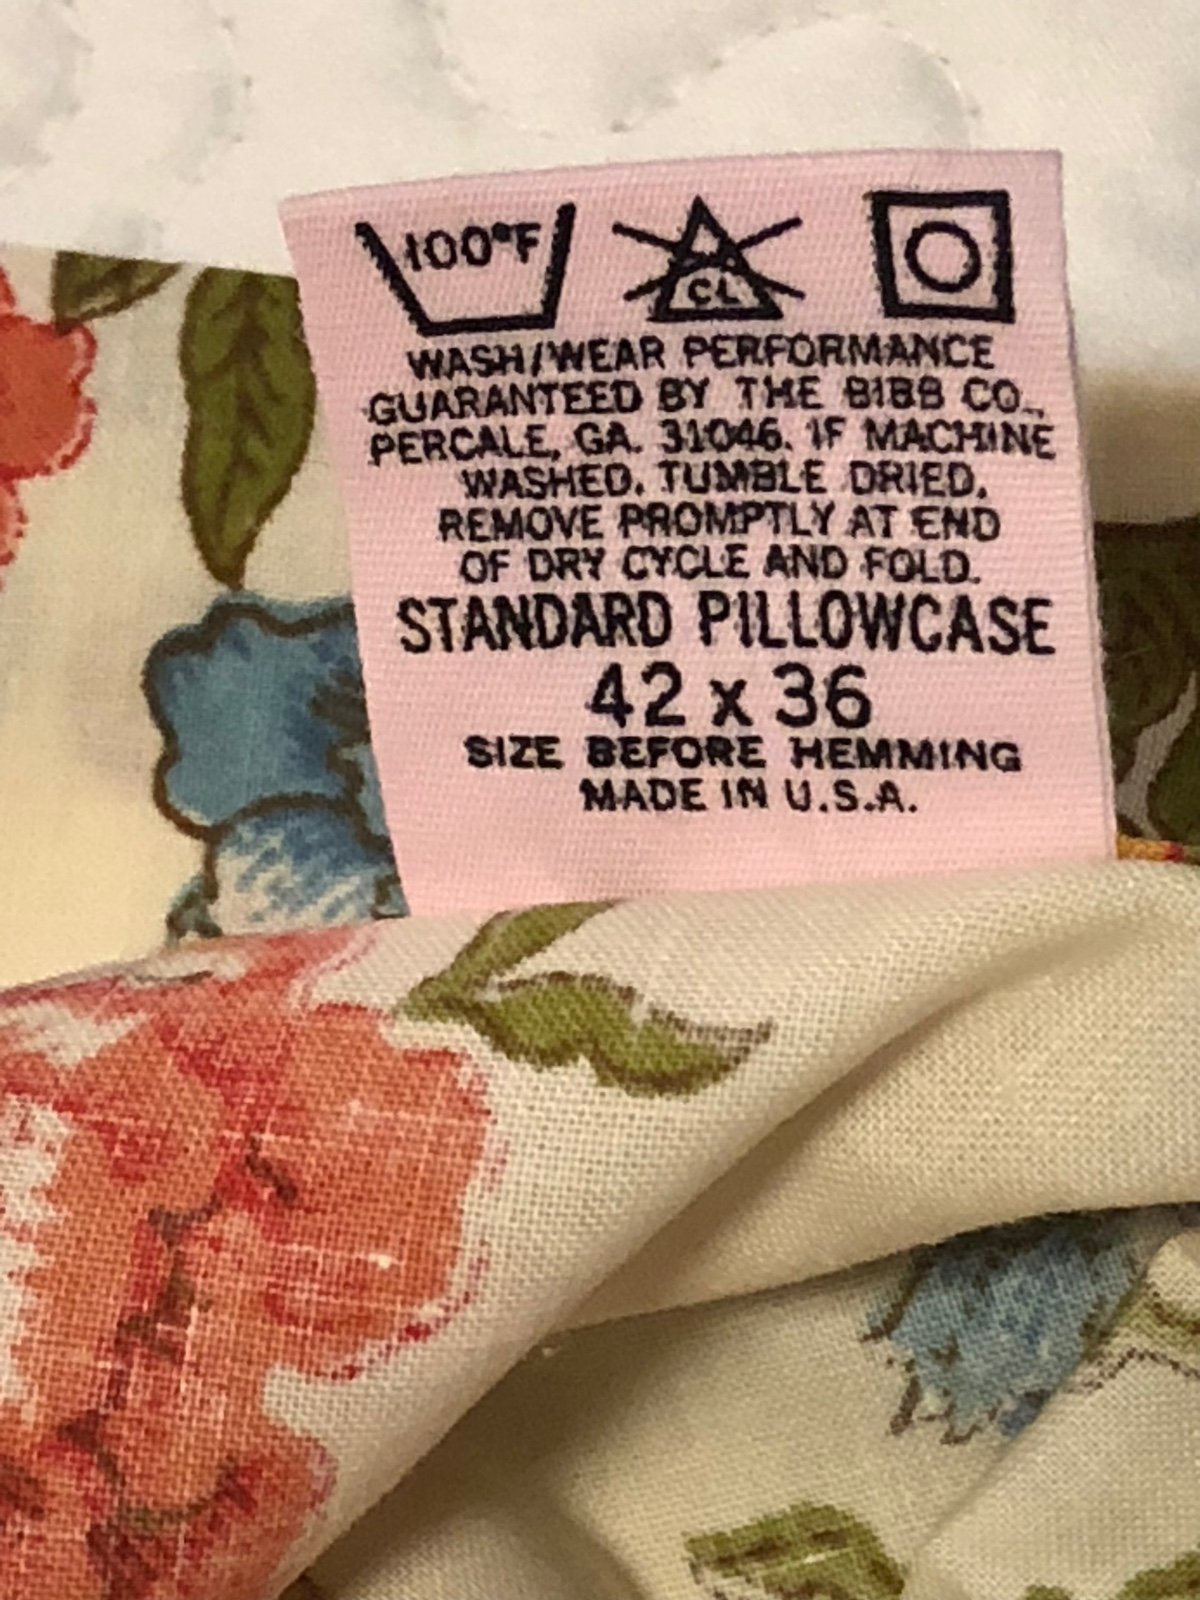 100°F
CL
WASH/WEAR PERFORMANCE
GUARANTEED BY THE BIBB CO.,
PERCALE, GA. 31046. IF MACHINE
WASHED, TUMBLE DRIED,
REMOVE PROMPTLY AT END
OF DRY CYCLE AND FOLD.
STANDARD PILLOWCASE
42 x 36
SIZE BEFORE HEMMING
MADE IN U.S.A.